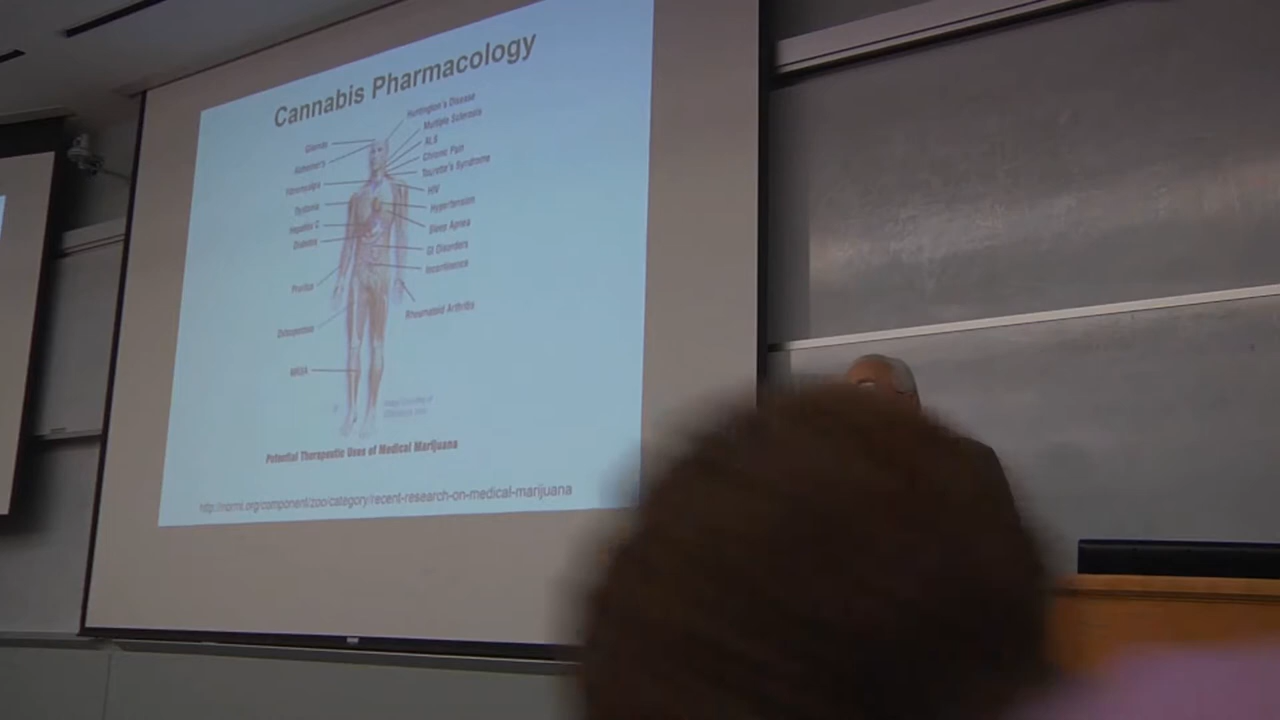 Cannabis Pharmacology
Huntington's Disease
Multiple Sclerosis
ALS
Chronic Pain
Tourette's Syndrome
HIV
Hypertension
Sleep Apnea
GI Disorders
Incontinence
Rheumatoid Arthritis
Glioma
Alzheimer's
Fibromyalgia
Dystonia
Hepatitis C
Diabetes
Pruritus
Osteoporosis
MRSA
Potential Therapeutic Uses of Medical Marijuana
http://norml.org/component/zoo/category/recent-research-on-medical-marijuana